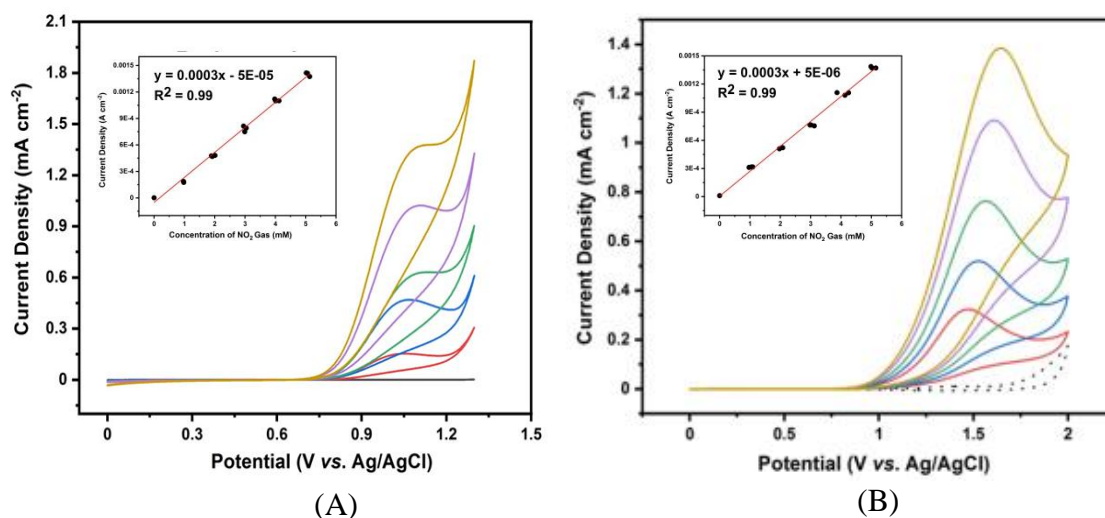 2.1
1.8
1.5
1.2
0.9
0.6
0.3
0
0
0.3
0.6
0.9
1.2
1.5
Current Density (mA cm⁻²)
Potential (V vs. Ag/AgCl)
0.0015
0.0012
9E-4
6E-4
3E-4
0
0
1
2
3
4
5
6
Current Density (A cm⁻²)
Concentration of NO₂ Gas (mM)
y = 0.0003x - 5E-05
R² = 0.99
(A)
1.4
1.2
1
0.8
0.6
0.4
0.2
0
0
0.5
1
1.5
2
Current Density (mA cm⁻²)
Potential (V vs. Ag/AgCl)
0.0015
0.0012
9E-4
6E-4
3E-4
0
0
1
2
3
4
5
6
Current Density (A cm⁻²)
Concentration of NO₂ Gas (mM)
y = 0.0003x + 5E-06
R² = 0.99
(B)